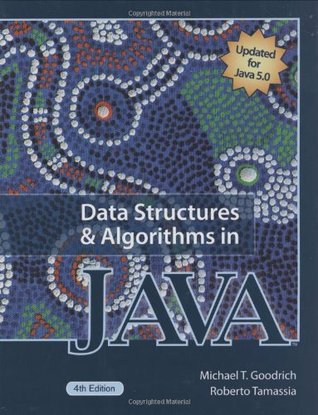 Updated
for
Java 5.0
Data Structures
& Algorithms in
JAVA
Michael T. Goodrich
Roberto Tamassia
4th Edition